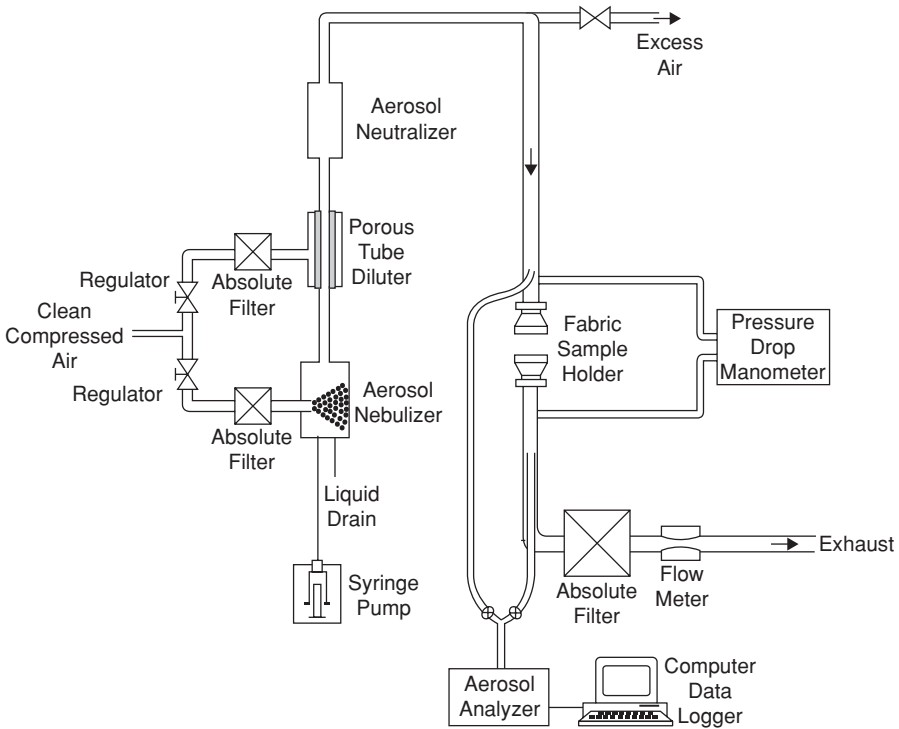 Excess
Air
Aerosol
Neutralizer
Porous
Tube
Diluter
Regulator
Absolute
Filter
Clean
Compressed
Air
Fabric
Sample
Holder
Pressure
Drop
Manometer
Regulator
Aerosol
Nebulizer
Absolute
Filter
Liquid
Drain
Exhaust
Flow
Meter
Absolute
Filter
Syringe
Pump
Aerosol
Analyzer
Computer
Data
Logger